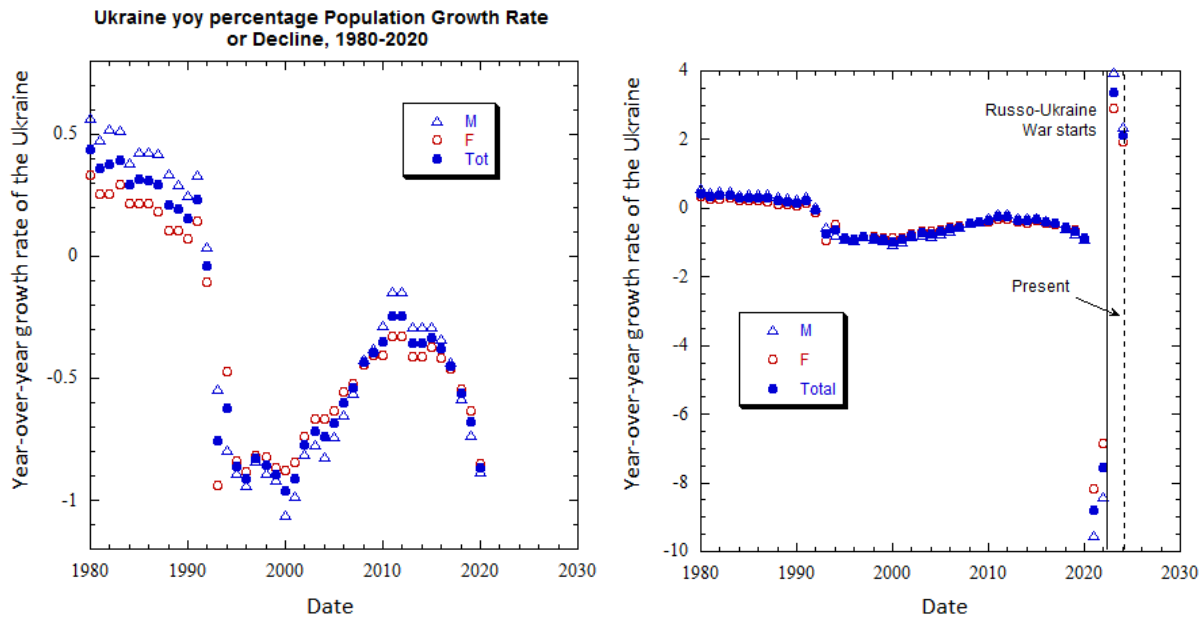 Ukraine yoy percentage Population Growth Rate
or Decline, 1980-2020
Year-over-year growth rate of the Ukraine
0.5
0
-0.5
-1
1980
1990
2000
2010
2020
2030
Date
M
F
Tot
Year-over-year growth rate of the Ukraine
4
2
0
-2
-4
-6
-8
-10
1980
1990
2000
2010
2020
2030
Date
Russo-Ukraine
War starts
Present
M
F
Total